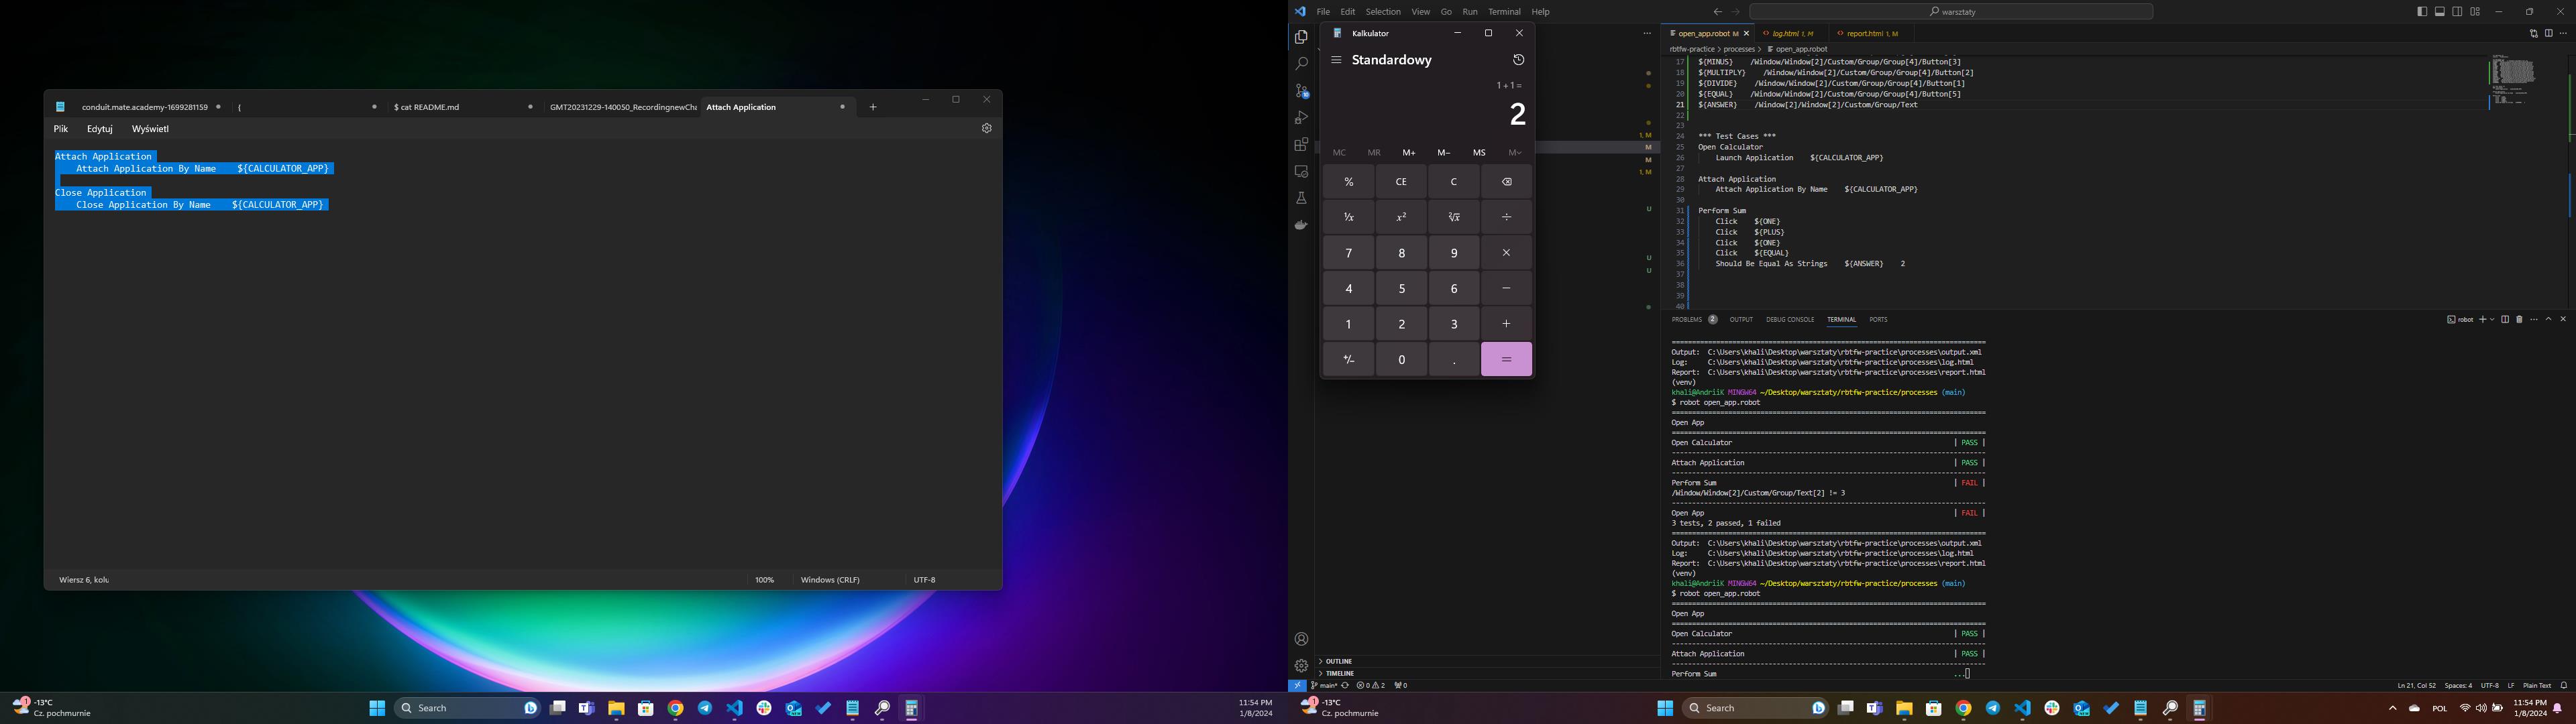 conduit.mate.academy-1699281159
{
$ cat README.md
GMT20231229-140050_RecordingnewCha
Attach Application
Plik Edytuj Wyświetl
Attach Application
Attach Application By Name ${CALCULATOR_APP}
Close Application
Close Application By Name ${CALCULATOR_APP}
Wiersz 6, kolu
100%
Windows (CRLF)
UTF-8
-13°C
Cz. pochmurnie
Search
11:54 PM
1/8/2024
File Edit Selection View Go Run Terminal Help
warsztaty
Kalkulator
Standardowy
1 + 1 =
2
MC MR M+ M− MS M
% CE C
¹/x x² ²√x ÷
7 8 9 ×
4 5 6 −
1 2 3 +
+/− 0 . =
1, M
M
M
M
1, M
U
U
U
OUTLINE
TIMELINE
open_app.robot M
log.html 1, M
report.html 1, M
rbtfw-practice > processes > open_app.robot
17 ${MINUS} /Window/Window[2]/Custom/Group/Group[4]/Button[3]
18 ${MULTIPLY} /Window/Window[2]/Custom/Group/Group[4]/Button[2]
19 ${DIVIDE} /Window/Window[2]/Custom/Group/Group[4]/Button[1]
20 ${EQUAL} /Window/Window[2]/Custom/Group/Group[4]/Button[5]
21 ${ANSWER} /Window[2]/Window[2]/Custom/Group/Text
22
23
24 *** Test Cases ***
25 Open Calculator
26 Launch Application ${CALCULATOR_APP}
27
28 Attach Application
29 Attach Application By Name ${CALCULATOR_APP}
30
31 Perform Sum
32 Click ${ONE}
33 Click ${PLUS}
34 Click ${ONE}
35 Click ${EQUAL}
36 Should Be Equal As Strings ${ANSWER} 2
37
38
39
40
PROBLEMS 2 OUTPUT DEBUG CONSOLE TERMINAL PORTS
robot
==============================================================================
Output: C:\Users\khali\Desktop\warsztaty\rbtfw-practice\processes\output.xml
Log: C:\Users\khali\Desktop\warsztaty\rbtfw-practice\processes\log.html
Report: C:\Users\khali\Desktop\warsztaty\rbtfw-practice\processes\report.html
(venv)
khali@AndriiK MINGW64 ~/Desktop/warsztaty/rbtfw-practice/processes (main)
$ robot open_app.robot
==============================================================================
Open App
==============================================================================
Open Calculator | PASS |
------------------------------------------------------------------------------
Attach Application | PASS |
------------------------------------------------------------------------------
Perform Sum | FAIL |
/Window/Window[2]/Custom/Group/Text[2] != 3
------------------------------------------------------------------------------
Open App | FAIL |
3 tests, 2 passed, 1 failed
==============================================================================
Output: C:\Users\khali\Desktop\warsztaty\rbtfw-practice\processes\output.xml
Log: C:\Users\khali\Desktop\warsztaty\rbtfw-practice\processes\log.html
Report: C:\Users\khali\Desktop\warsztaty\rbtfw-practice\processes\report.html
(venv)
khali@AndriiK MINGW64 ~/Desktop/warsztaty/rbtfw-practice/processes (main)
$ robot open_app.robot
==============================================================================
Open App
==============================================================================
Open Calculator | PASS |
------------------------------------------------------------------------------
Attach Application | PASS |
------------------------------------------------------------------------------
Perform Sum ...
main* 0 2 0
Ln 21, Col 52 Spaces: 4 UTF-8 LF Plain Text
-13°C
Cz. pochmurnie
Search
POL
11:54 PM
1/8/2024